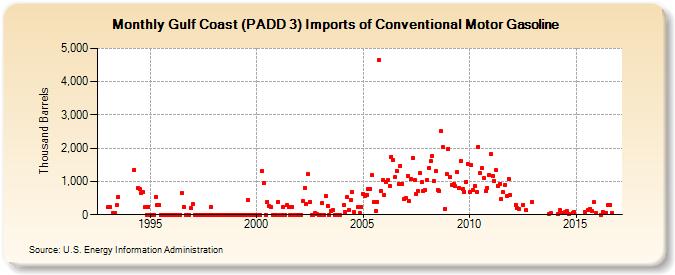 Monthly Gulf Coast (PADD 3) Imports of Conventional Motor Gasoline
Thousand Barrels
5,000
4,000
3,000
2,000
1,000
0
1995 2000 2005 2010 2015
Source: U.S. Energy Information Administration